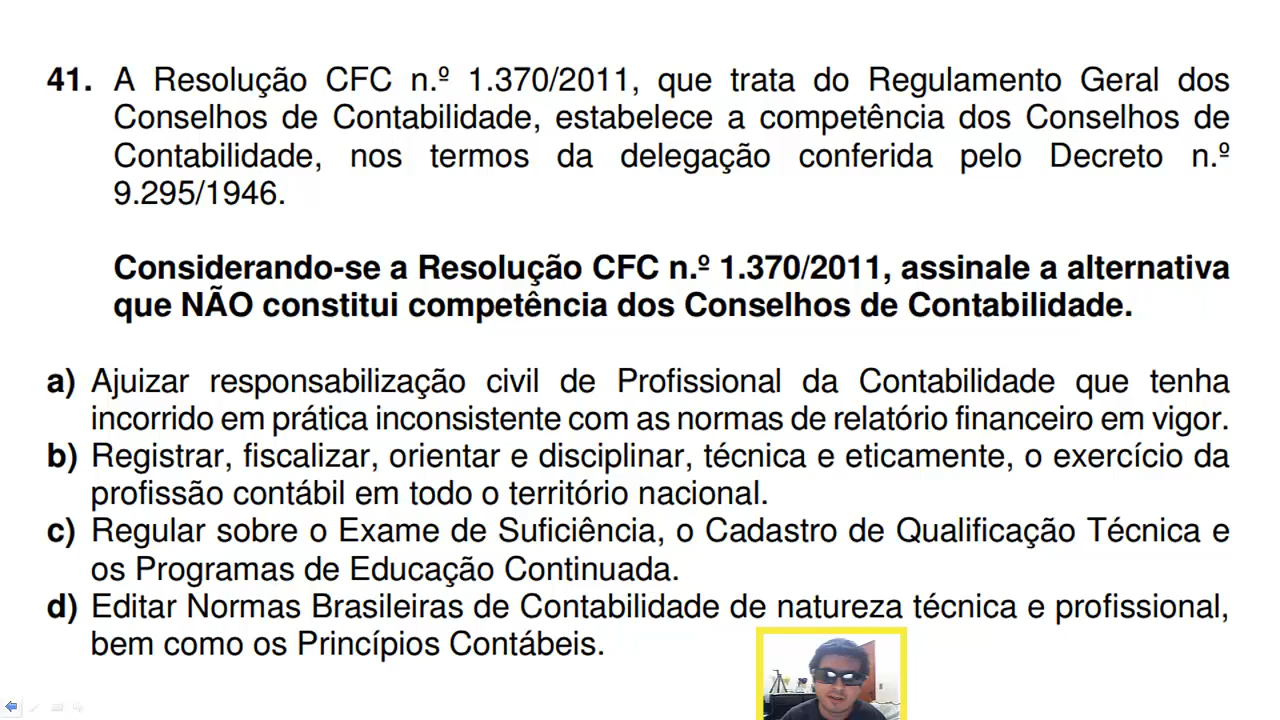 41. A Resolução CFC n.º 1.370/2011, que trata do Regulamento Geral dos
Conselhos de Contabilidade, estabelece a competência dos Conselhos de
Contabilidade, nos termos da delegação conferida pelo Decreto n.º
9.295/1946.
Considerando-se a Resolução CFC n.º 1.370/2011, assinale a alternativa
que NÃO constitui competência dos Conselhos de Contabilidade.
a) Ajuizar responsabilização civil de Profissional da Contabilidade que tenha
incorrido em prática inconsistente com as normas de relatório financeiro em vigor.
b) Registrar, fiscalizar, orientar e disciplinar, técnica e eticamente, o exercício da
profissão contábil em todo o território nacional.
c) Regular sobre o Exame de Suficiência, o Cadastro de Qualificação Técnica e
os Programas de Educação Continuada.
d) Editar Normas Brasileiras de Contabilidade de natureza técnica e profissional,
bem como os Princípios Contábeis.